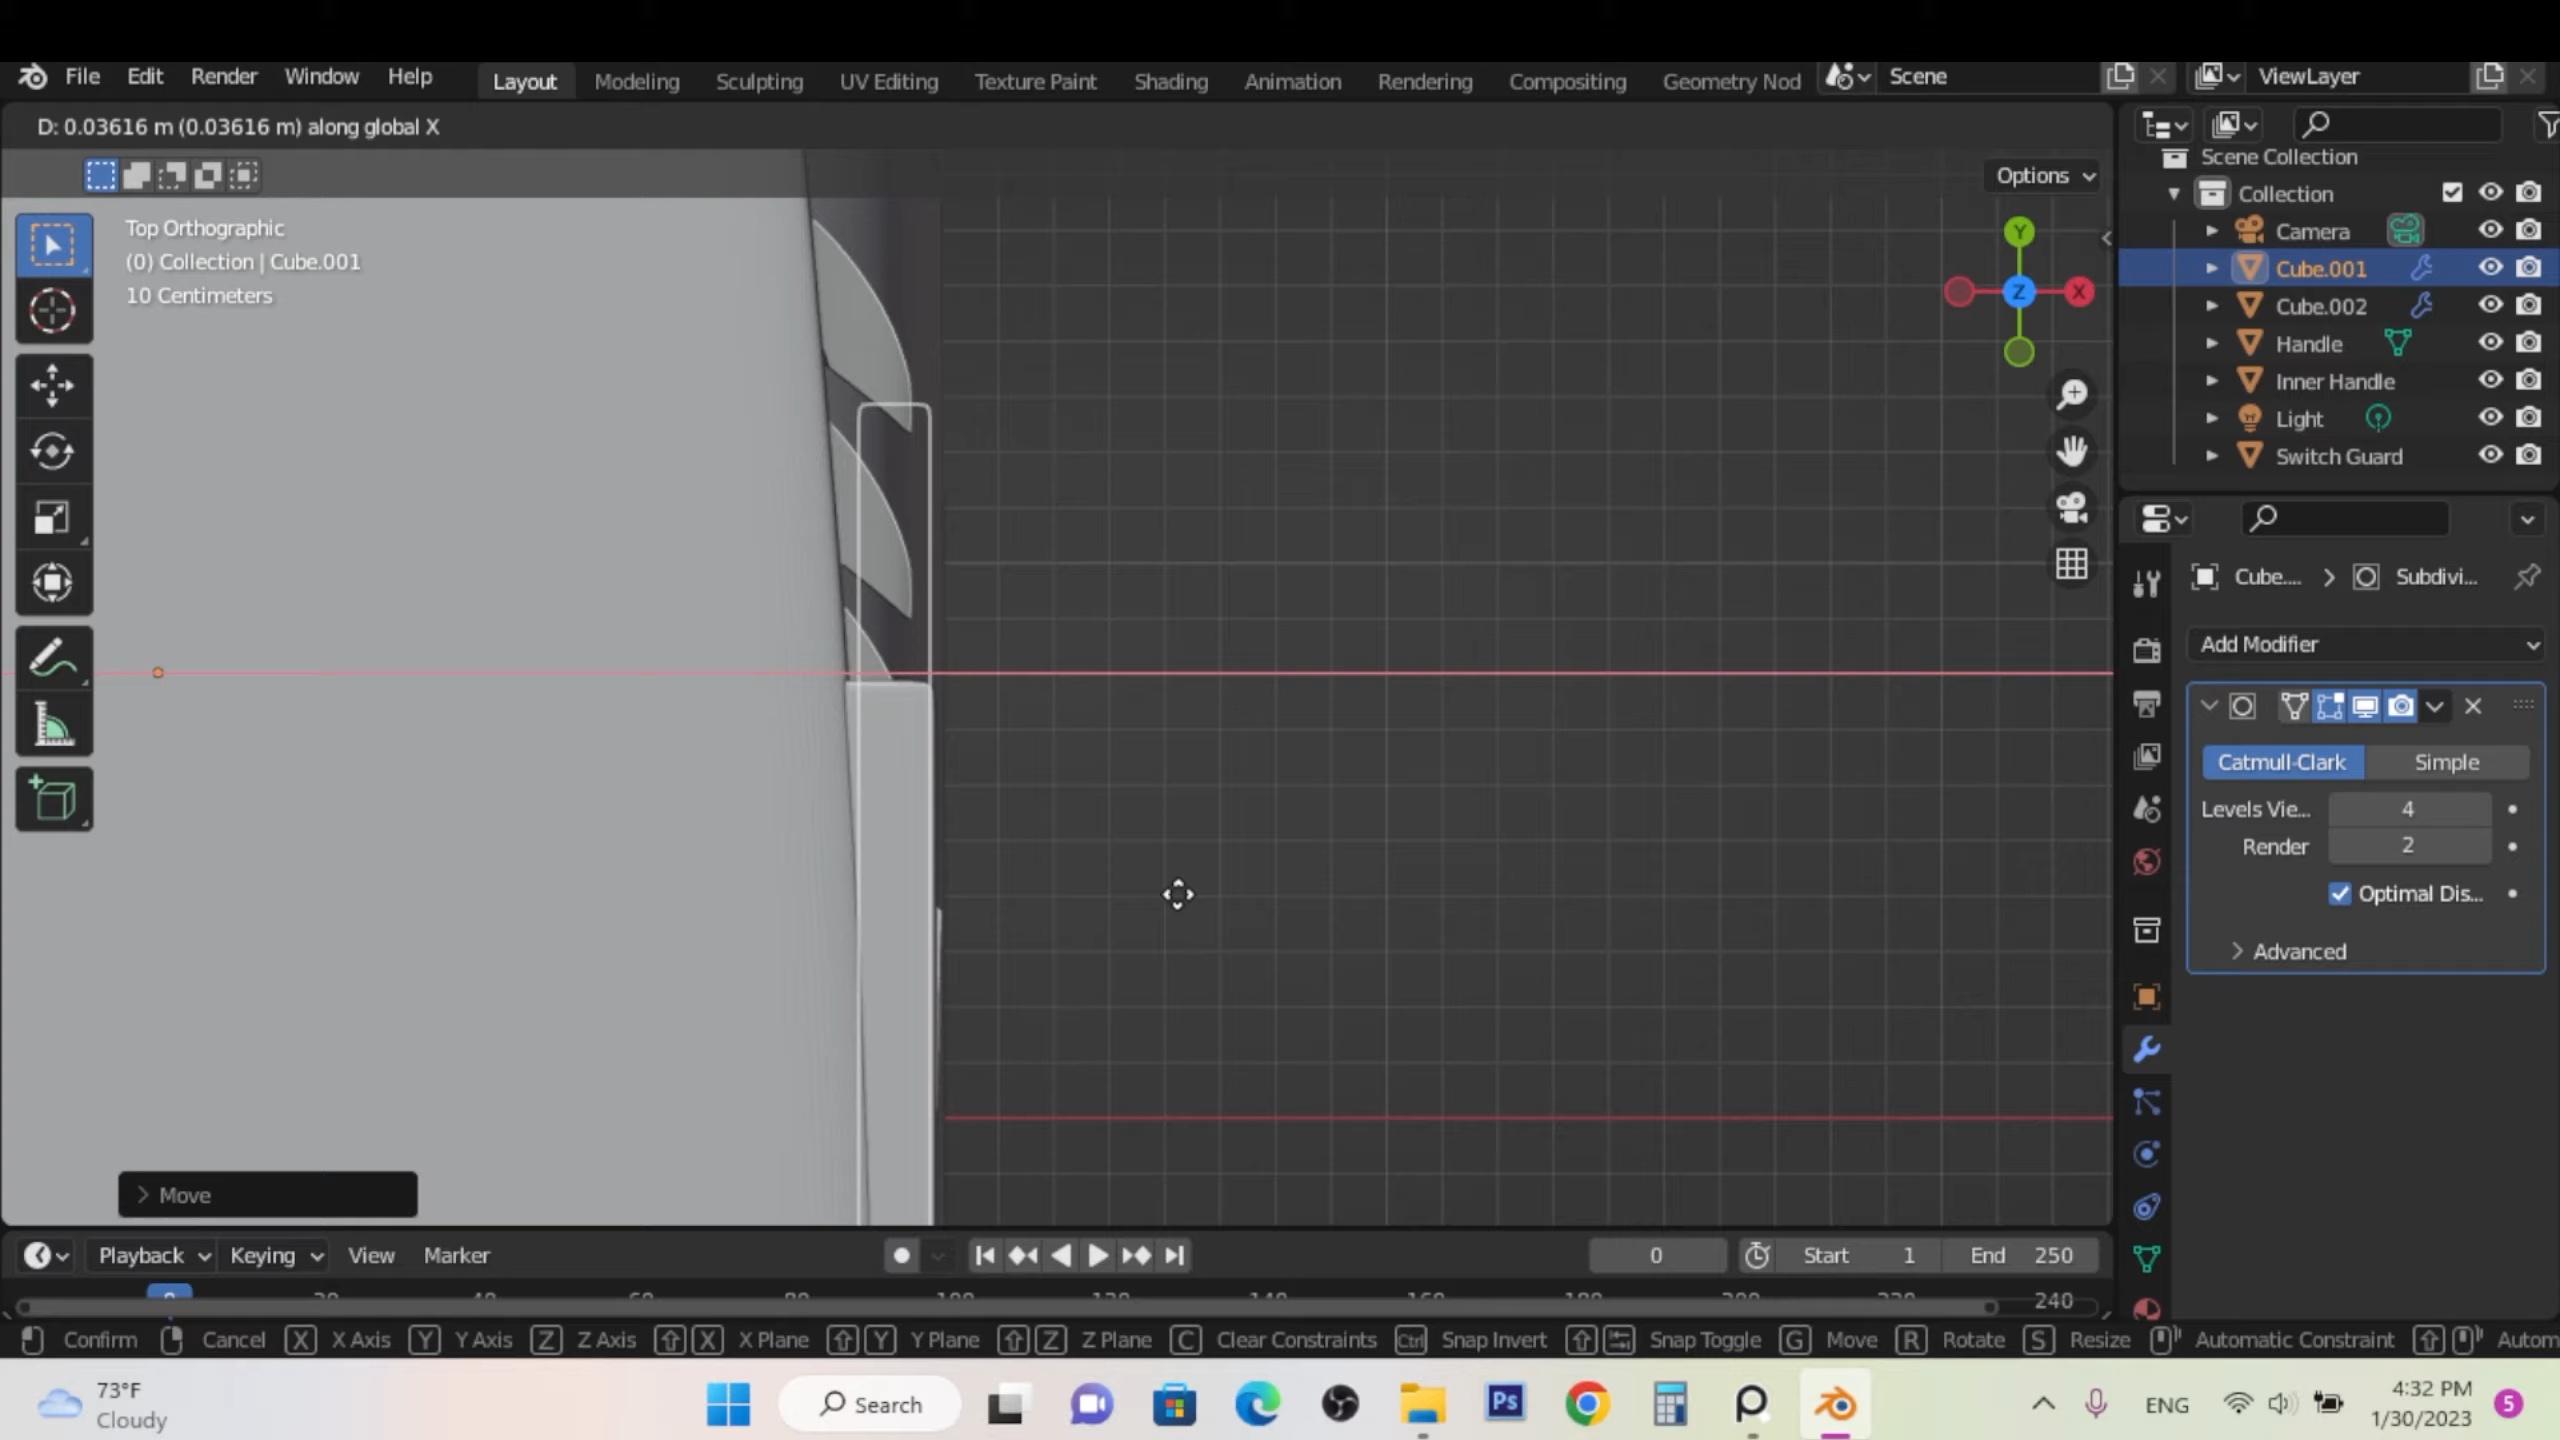 File Edit Render Window Help Layout Modeling Sculpting UV Editing Texture Paint Shading Animation Rendering Compositing Geometry Nod Scene ViewLayer
D: 0.03616 m (0.03616 m) along global X
Options
Top Orthographic
(0) Collection | Cube.001
10 Centimeters
Y
Z X
Move
Scene Collection
Collection
Camera
Cube.001
Cube.002
Handle
Inner Handle
Light
Switch Guard
Cube.... Subdivi...
Add Modifier
Catmull-Clark Simple
Levels Vie... 4
Render 2
Optimal Dis...
Advanced
Playback Keying View Marker 0 Start 1 End 250
240
Confirm Cancel X X Axis Y Y Axis Z Z Axis X X Plane Y Y Plane Z Z Plane C Clear Constraints Ctrl Snap Invert Snap Toggle G Move R Rotate S Resize Automatic Constraint Autom
73°F
Cloudy
Search
Ps
ENG
4:32 PM
1/30/2023
5